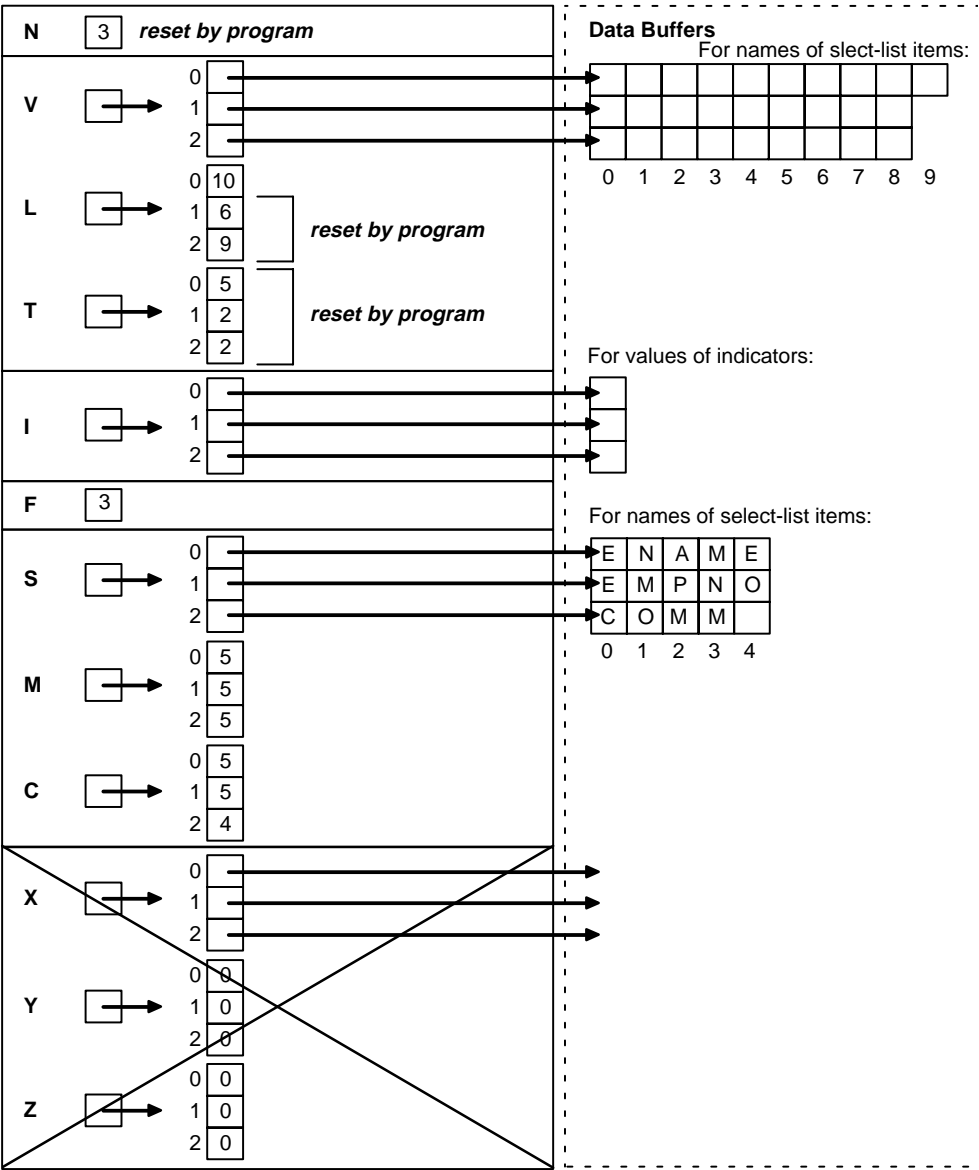 N 3 reset by program
Data Buffers
For names of slect-list items:
V
0
1
2
0 1 2 3 4 5 6 7 8 9
L
0 10
1 6
2 9
reset by program
T
0 5
1 2
2 2
reset by program
For values of indicators:
I
0
1
2
F 3
For names of select-list items:
S
0
1
2
E N A M E
E M P N O
C O M M
0 1 2 3 4
M
0 5
1 5
2 5
C
0 5
1 5
2 4
X
0
1
2
Y
0 0
1 0
2 0
Z
0 0
1 0
2 0